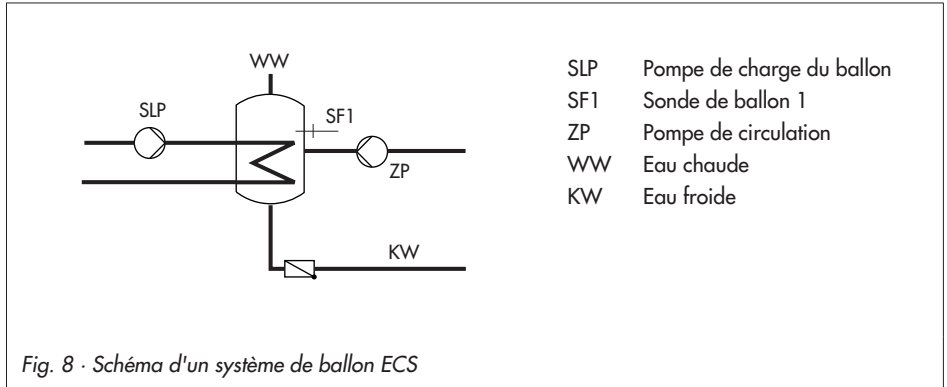 WW
SLP
SF1
ZP
KW
SLP Pompe de charge du ballon
SF1 Sonde de ballon 1
ZP Pompe de circulation
WW Eau chaude
KW Eau froide
Fig. 8 · Schéma d'un système de ballon ECS